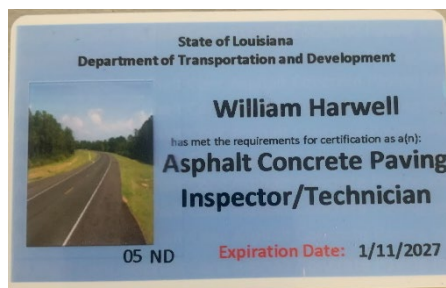 State of Louisiana
Department of Transportation and Development
William Harwell
has met the requirements for certification as a(n):
Asphalt Concrete Paving
Inspector/Technician
05 ND
Expiration Date: 1/11/2027